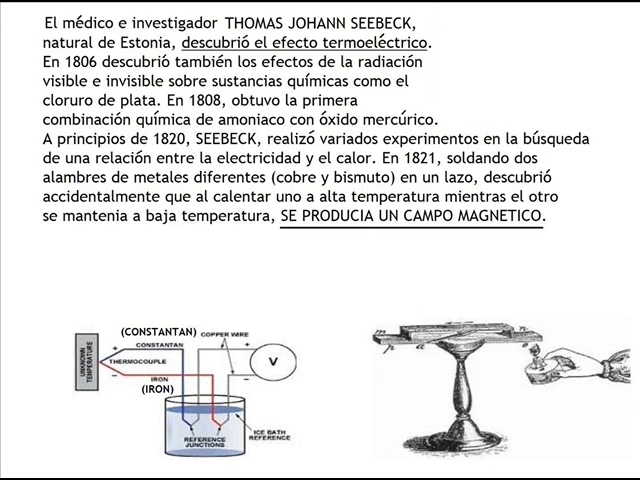 El médico e investigador THOMAS JOHANN SEEBECK,
natural de Estonia, descubrió el efecto termoeléctrico.
En 1806 descubrió también los efectos de la radiación
visible e invisible sobre sustancias químicas como el
cloruro de plata. En 1808, obtuvo la primera
combinación química de amoniaco con óxido mercúrico.
A principios de 1820, SEEBECK, realizó variados experimentos en la búsqueda
de una relación entre la electricidad y el calor. En 1821, soldando dos
alambres de metales diferentes (cobre y bismuto) en un lazo, descubrió
accidentalmente que al calentar uno a alta temperatura mientras el otro
se mantenia a baja temperatura, SE PRODUCIA UN CAMPO MAGNETICO.
(CONSTANTAN)
COPPER WIRE
+ CONSTANTAN +
UNKNOWN
TEMPERATURE
THERMOCOUPLE
V
− IRON −
(IRON)
ICE BATH
REFERENCE
REFERENCE
JUNCTIONS
m n
p a o